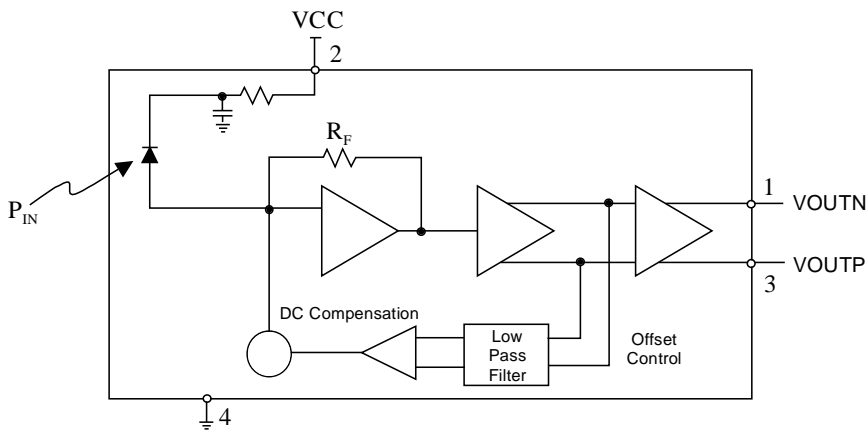 VCC
2
R_F
P_IN
1
VOUTN
VOUTP
3
DC Compensation
Low
Pass
Filter
Offset
Control
4